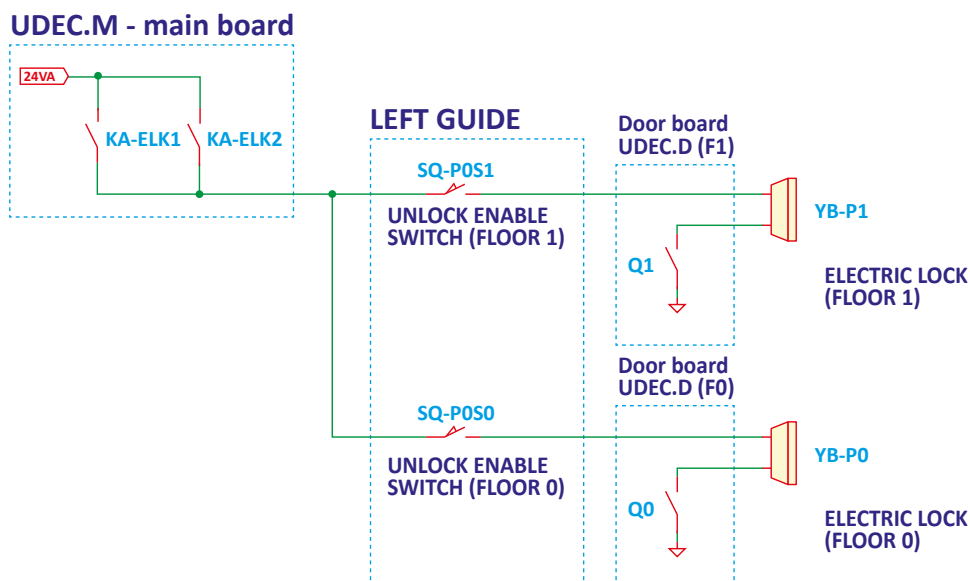 UDEC.M - main board
24VA
KA-ELK1
KA-ELK2
LEFT GUIDE
SQ-P0S1
UNLOCK ENABLE
SWITCH (FLOOR 1)
Door board
UDEC.D (F1)
Q1
YB-P1
ELECTRIC LOCK
(FLOOR 1)
SQ-P0S0
UNLOCK ENABLE
SWITCH (FLOOR 0)
Door board
UDEC.D (F0)
Q0
YB-P0
ELECTRIC LOCK
(FLOOR 0)